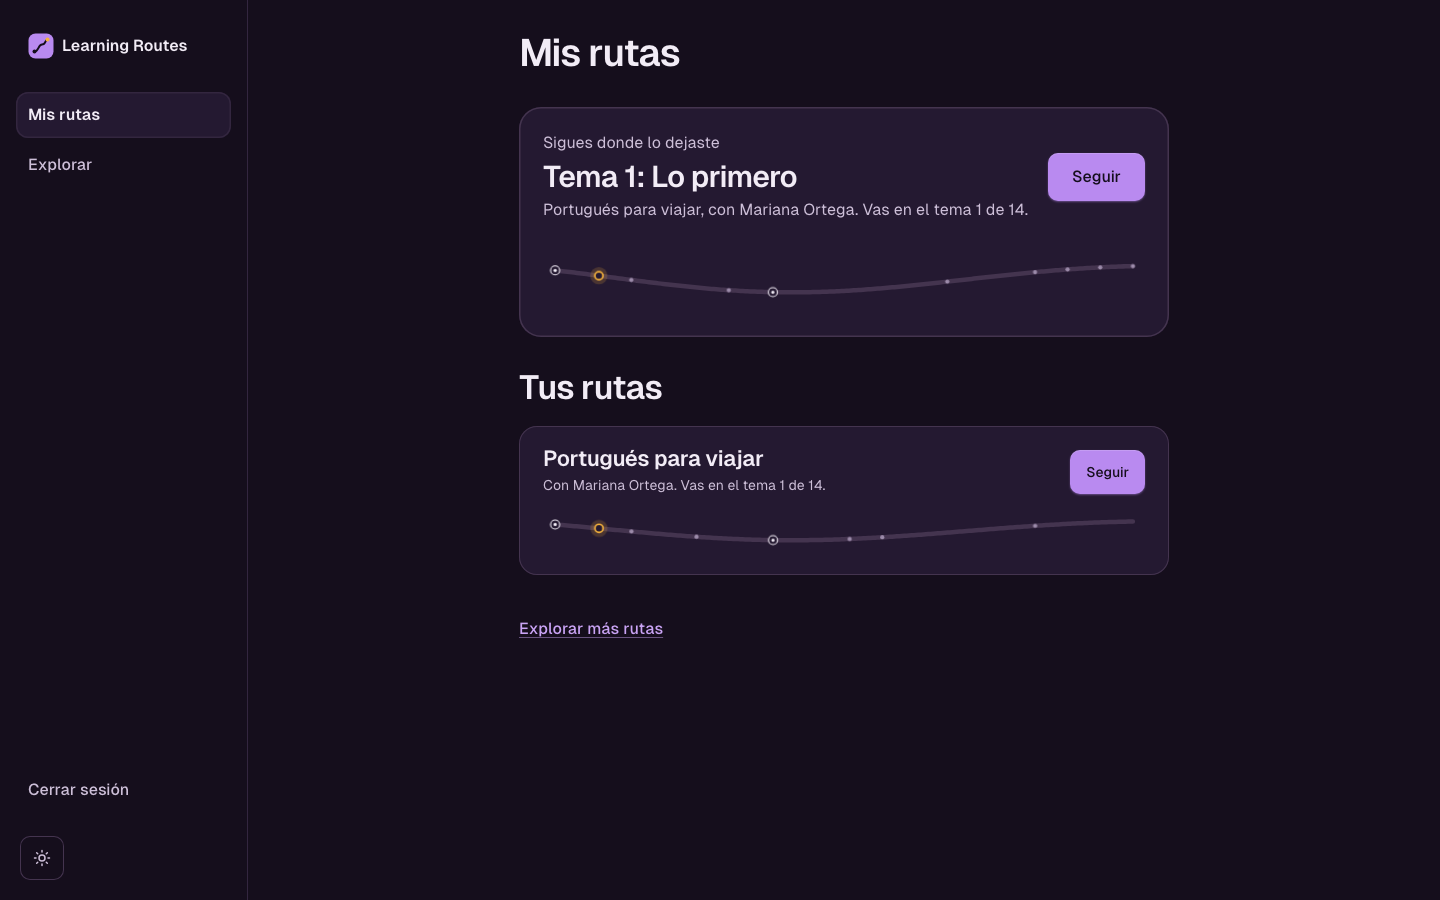 Learning Routes
Mis rutas
Explorar
Cerrar sesión
Mis rutas
Sigues donde lo dejaste
Tema 1: Lo primero
Portugués para viajar, con Mariana Ortega. Vas en el tema 1 de 14.
Seguir
Tus rutas
Portugués para viajar
Con Mariana Ortega. Vas en el tema 1 de 14.
Seguir
Explorar más rutas